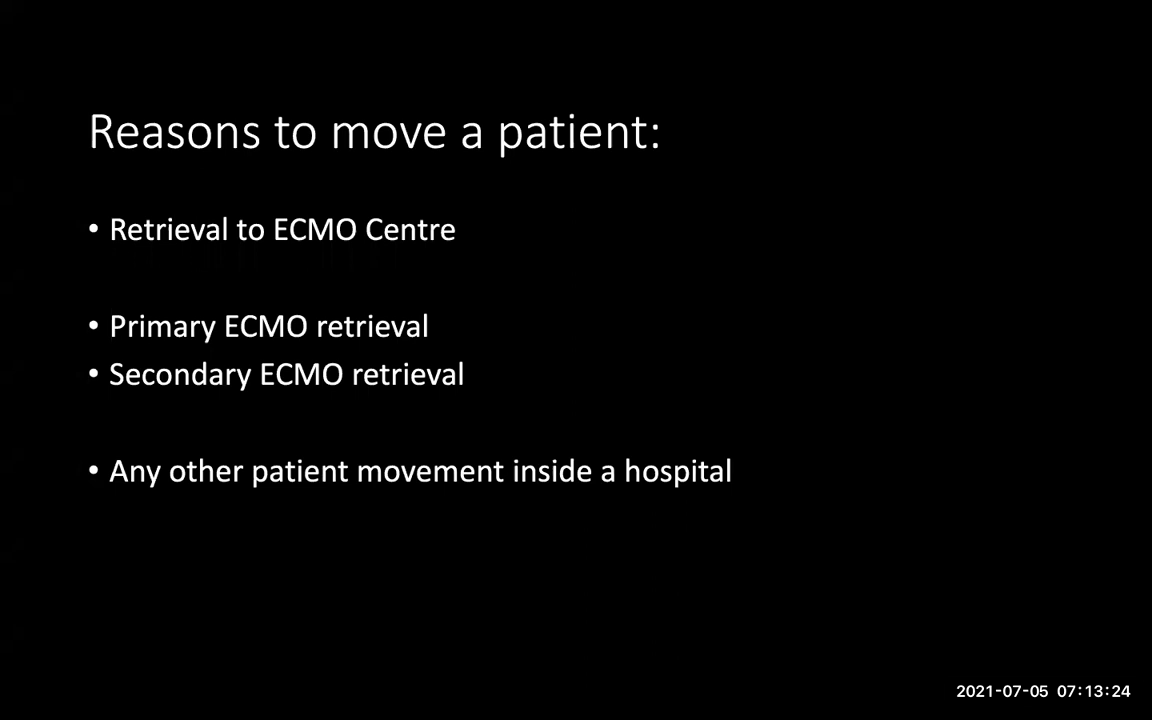 Reasons to move a patient:
• Retrieval to ECMO Centre
• Primary ECMO retrieval
• Secondary ECMO retrieval
• Any other patient movement inside a hospital
2021-07-05 07:13:24